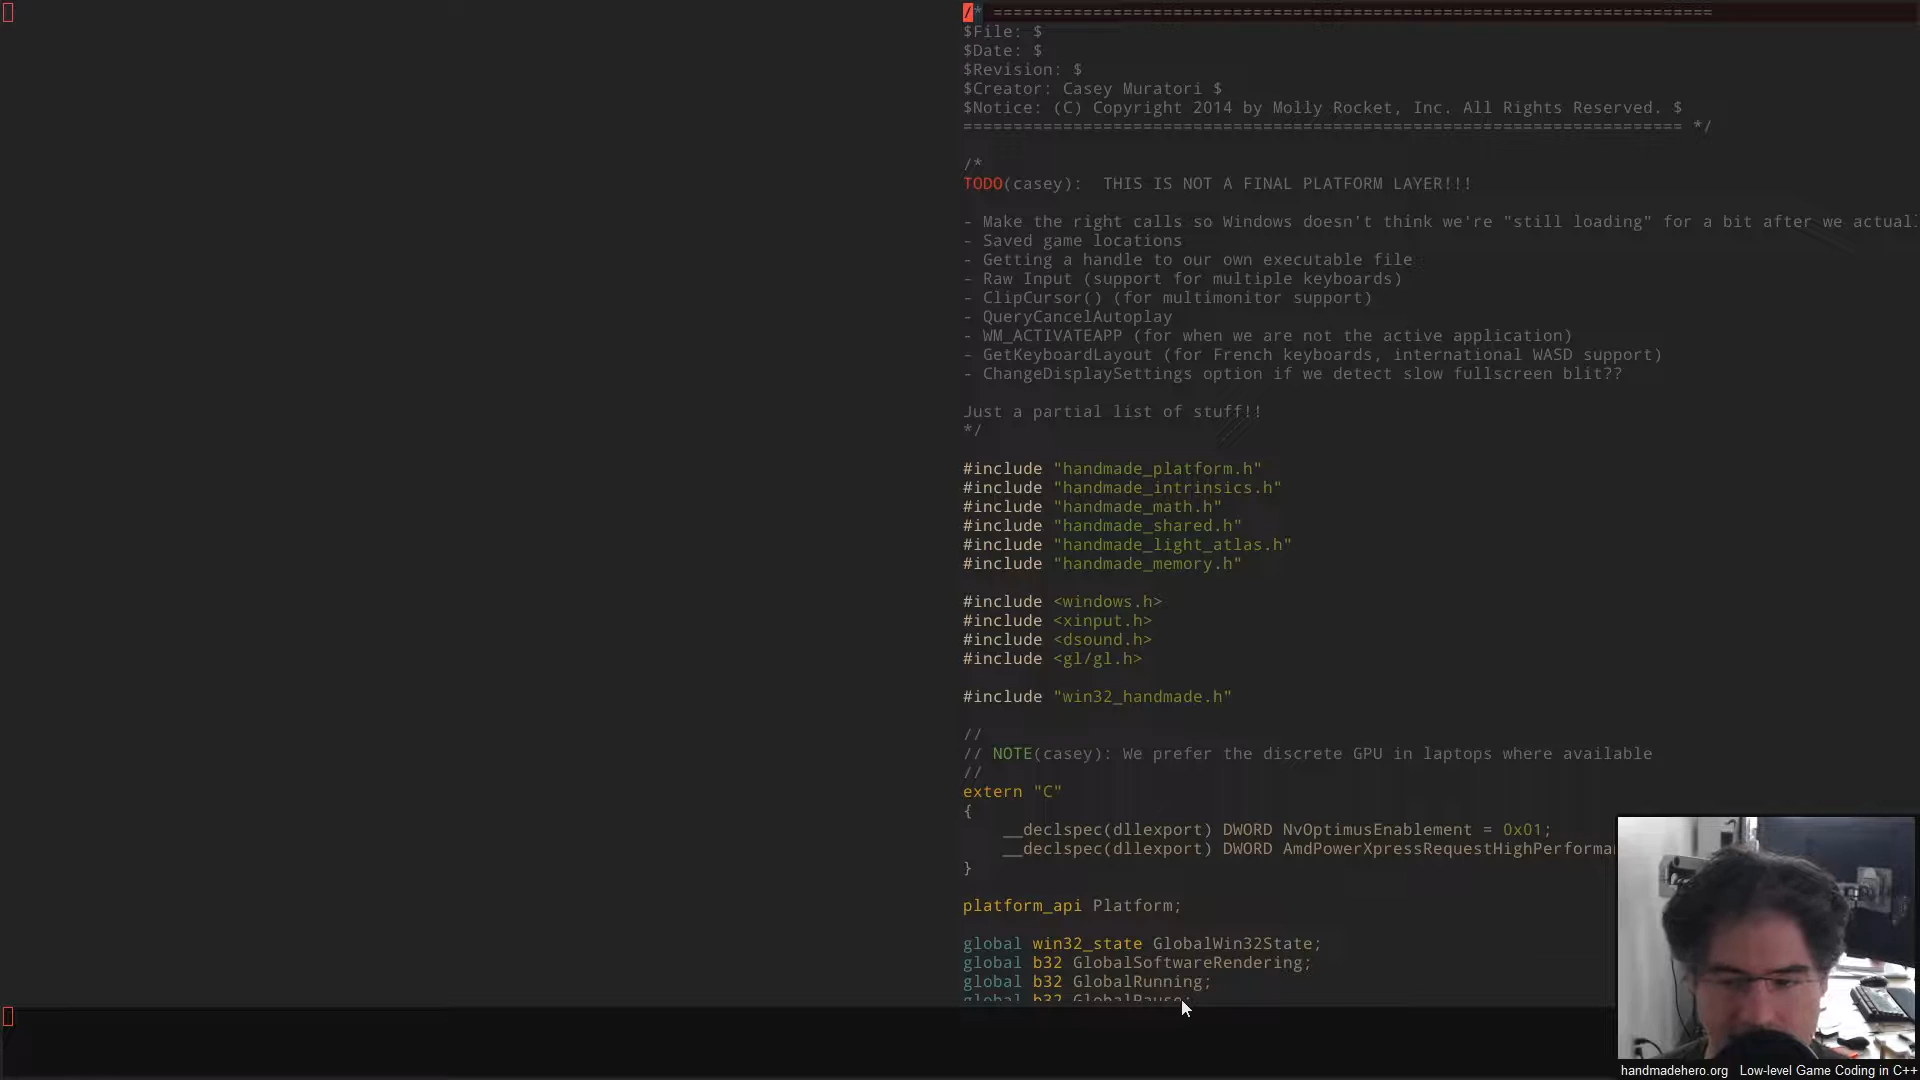 /* ========================================================================
$File: $
$Date: $
$Revision: $
$Creator: Casey Muratori $
$Notice: (C) Copyright 2014 by Molly Rocket, Inc. All Rights Reserved. $
======================================================================== */
/*
TODO(casey):  THIS IS NOT A FINAL PLATFORM LAYER!!!
- Make the right calls so Windows doesn't think we're "still loading" for a bit after we actual
- Saved game locations
- Getting a handle to our own executable file
- Raw Input (support for multiple keyboards)
- ClipCursor() (for multimonitor support)
- QueryCancelAutoplay
- WM_ACTIVATEAPP (for when we are not the active application)
- GetKeyboardLayout (for French keyboards, international WASD support)
- ChangeDisplaySettings option if we detect slow fullscreen blit??
Just a partial list of stuff!!
*/
#include "handmade_platform.h"
#include "handmade_intrinsics.h"
#include "handmade_math.h"
#include "handmade_shared.h"
#include "handmade_light_atlas.h"
#include "handmade_memory.h"
#include <windows.h>
#include <xinput.h>
#include <dsound.h>
#include <gl/gl.h>
#include "win32_handmade.h"
//
// NOTE(casey): We prefer the discrete GPU in laptops where available
//
extern "C"
{
__declspec(dllexport) DWORD NvOptimusEnablement = 0x01;
__declspec(dllexport) DWORD AmdPowerXpressRequestHighPerforma
}
platform_api Platform;
global win32_state GlobalWin32State;
global b32 GlobalSoftwareRendering;
global b32 GlobalRunning;
global b32 GlobalPause;
handmadehero.org   Low-level Game Coding in C++